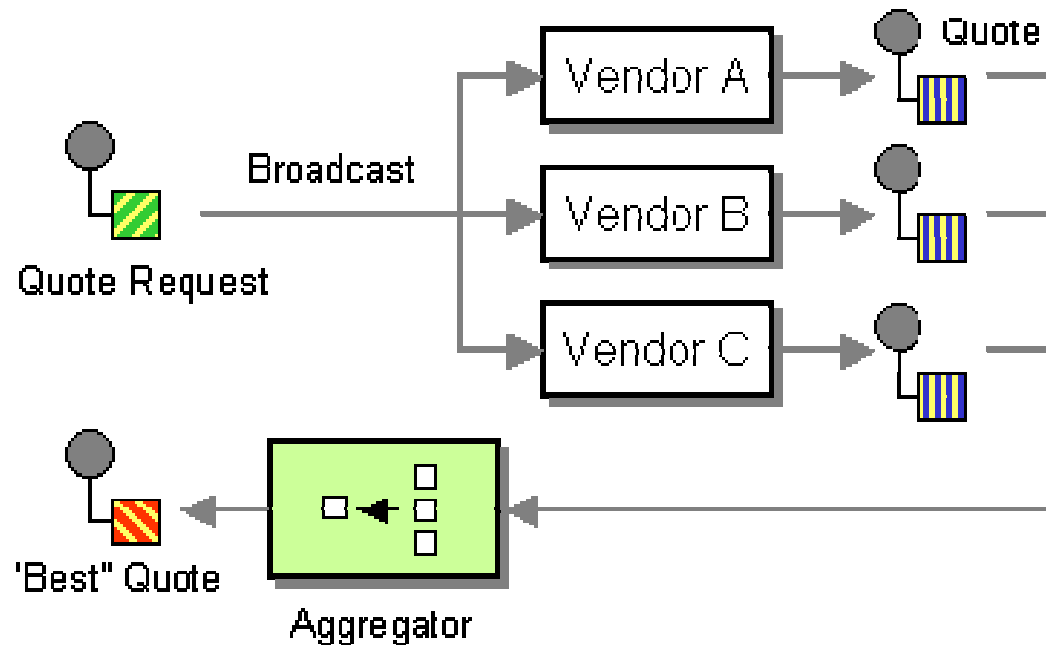 Quote
Vendor A
Broadcast
Vendor B
Quote Request
Vendor C
'Best" Quote
Aggregator